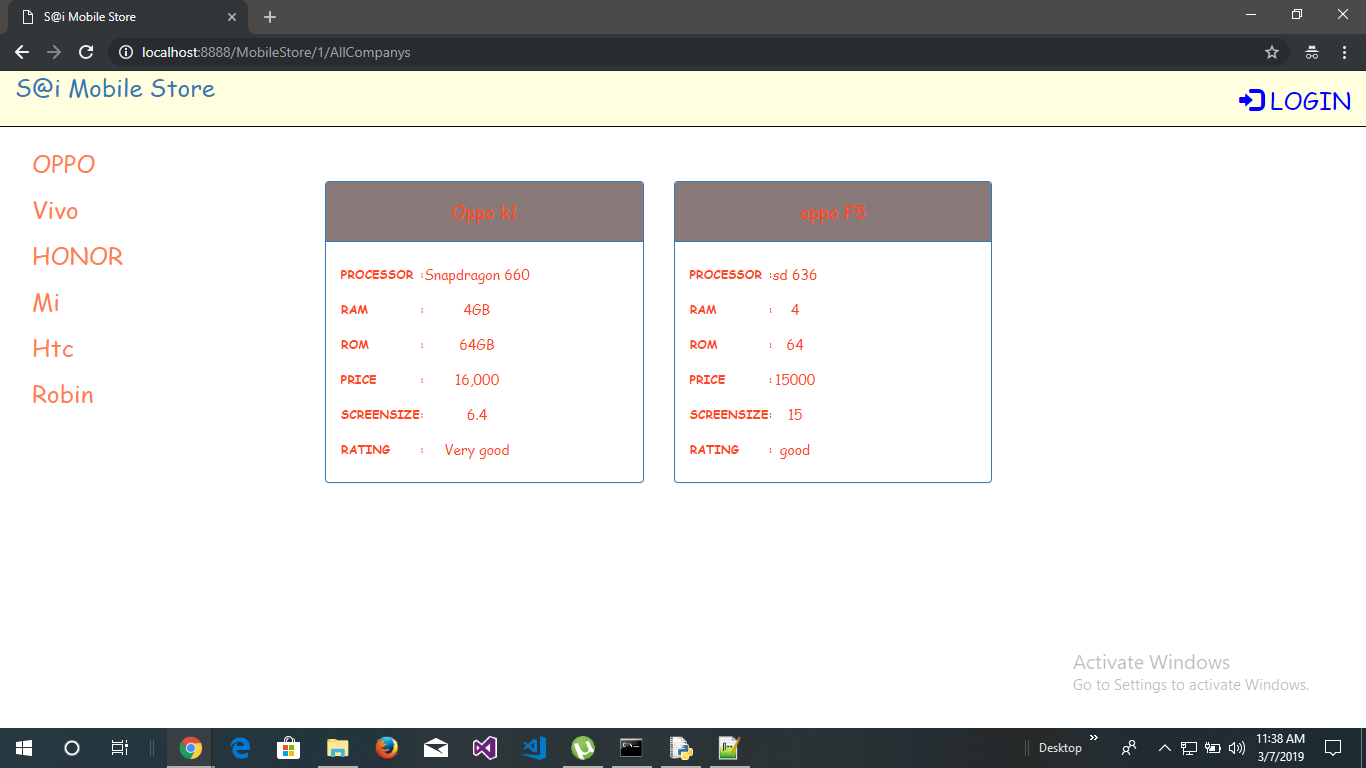 S@i Mobile Store
localhost:8888/MobileStore/1/AllCompanys
S@i Mobile Store
LOGIN
OPPO
Vivo
HONOR
Mi
Htc
Robin
Oppo k1
PROCESSOR :Snapdragon 660
RAM : 4GB
ROM : 64GB
PRICE : 16,000
SCREENSIZE: 6.4
RATING : Very good
oppo F5
PROCESSOR :sd 636
RAM : 4
ROM : 64
PRICE :15000
SCREENSIZE: 15
RATING : good
Activate Windows
Go to Settings to activate Windows.
Desktop
11:38 AM
3/7/2019